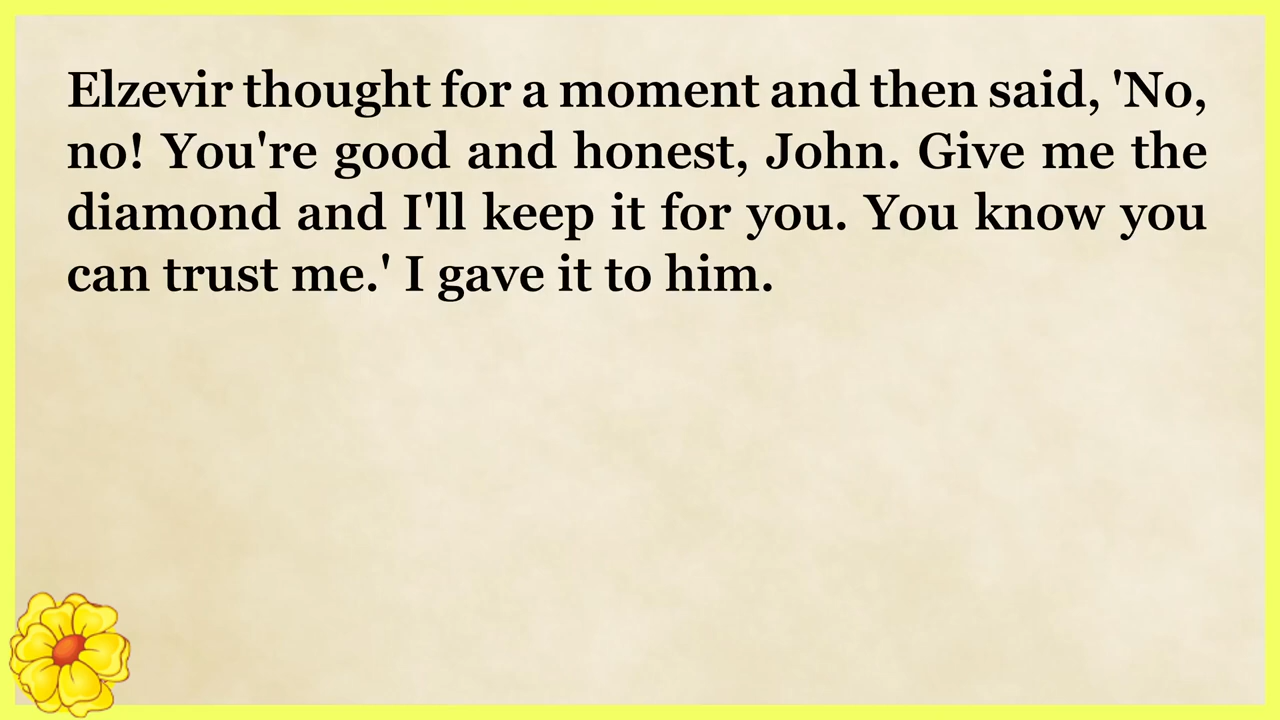 Elzevir thought for a moment and then said, 'No,
no! You're good and honest, John. Give me the
diamond and I'll keep it for you. You know you
can trust me.' I gave it to him.